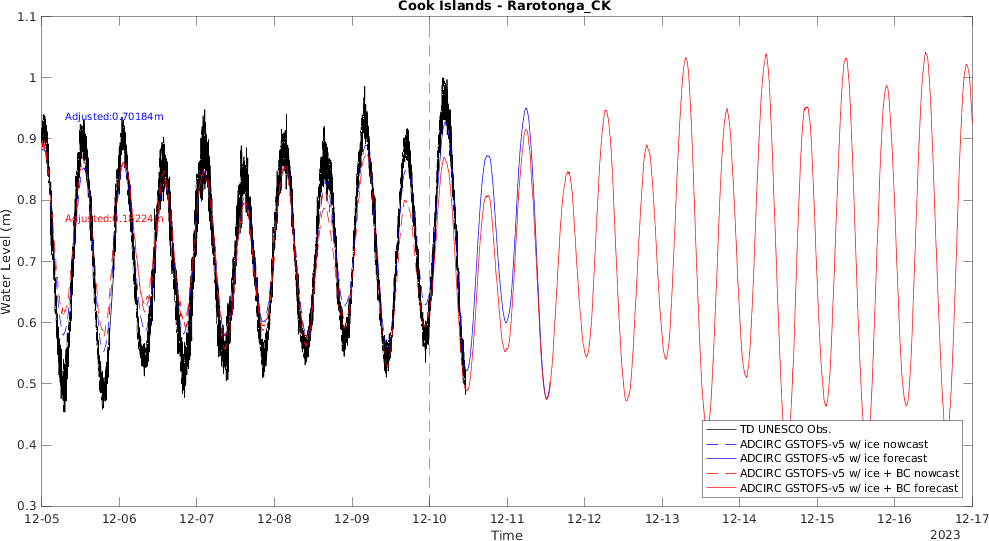 Cook Islands - Rarotonga_CK
1.1
1
0.9
0.8
0.7
0.6
0.5
0.4
0.3
Water Level (m)
Adjusted:0.70184m
Adjusted:0.18224m
TD UNESCO Obs.
ADCIRC GSTOFS-v5 w/ ice nowcast
ADCIRC GSTOFS-v5 w/ ice forecast
ADCIRC GSTOFS-v5 w/ ice + BC nowcast
ADCIRC GSTOFS-v5 w/ ice + BC forecast
12-05 12-06 12-07 12-08 12-09 12-10 12-11 12-12 12-13 12-14 12-15 12-16 12-17
Time
2023